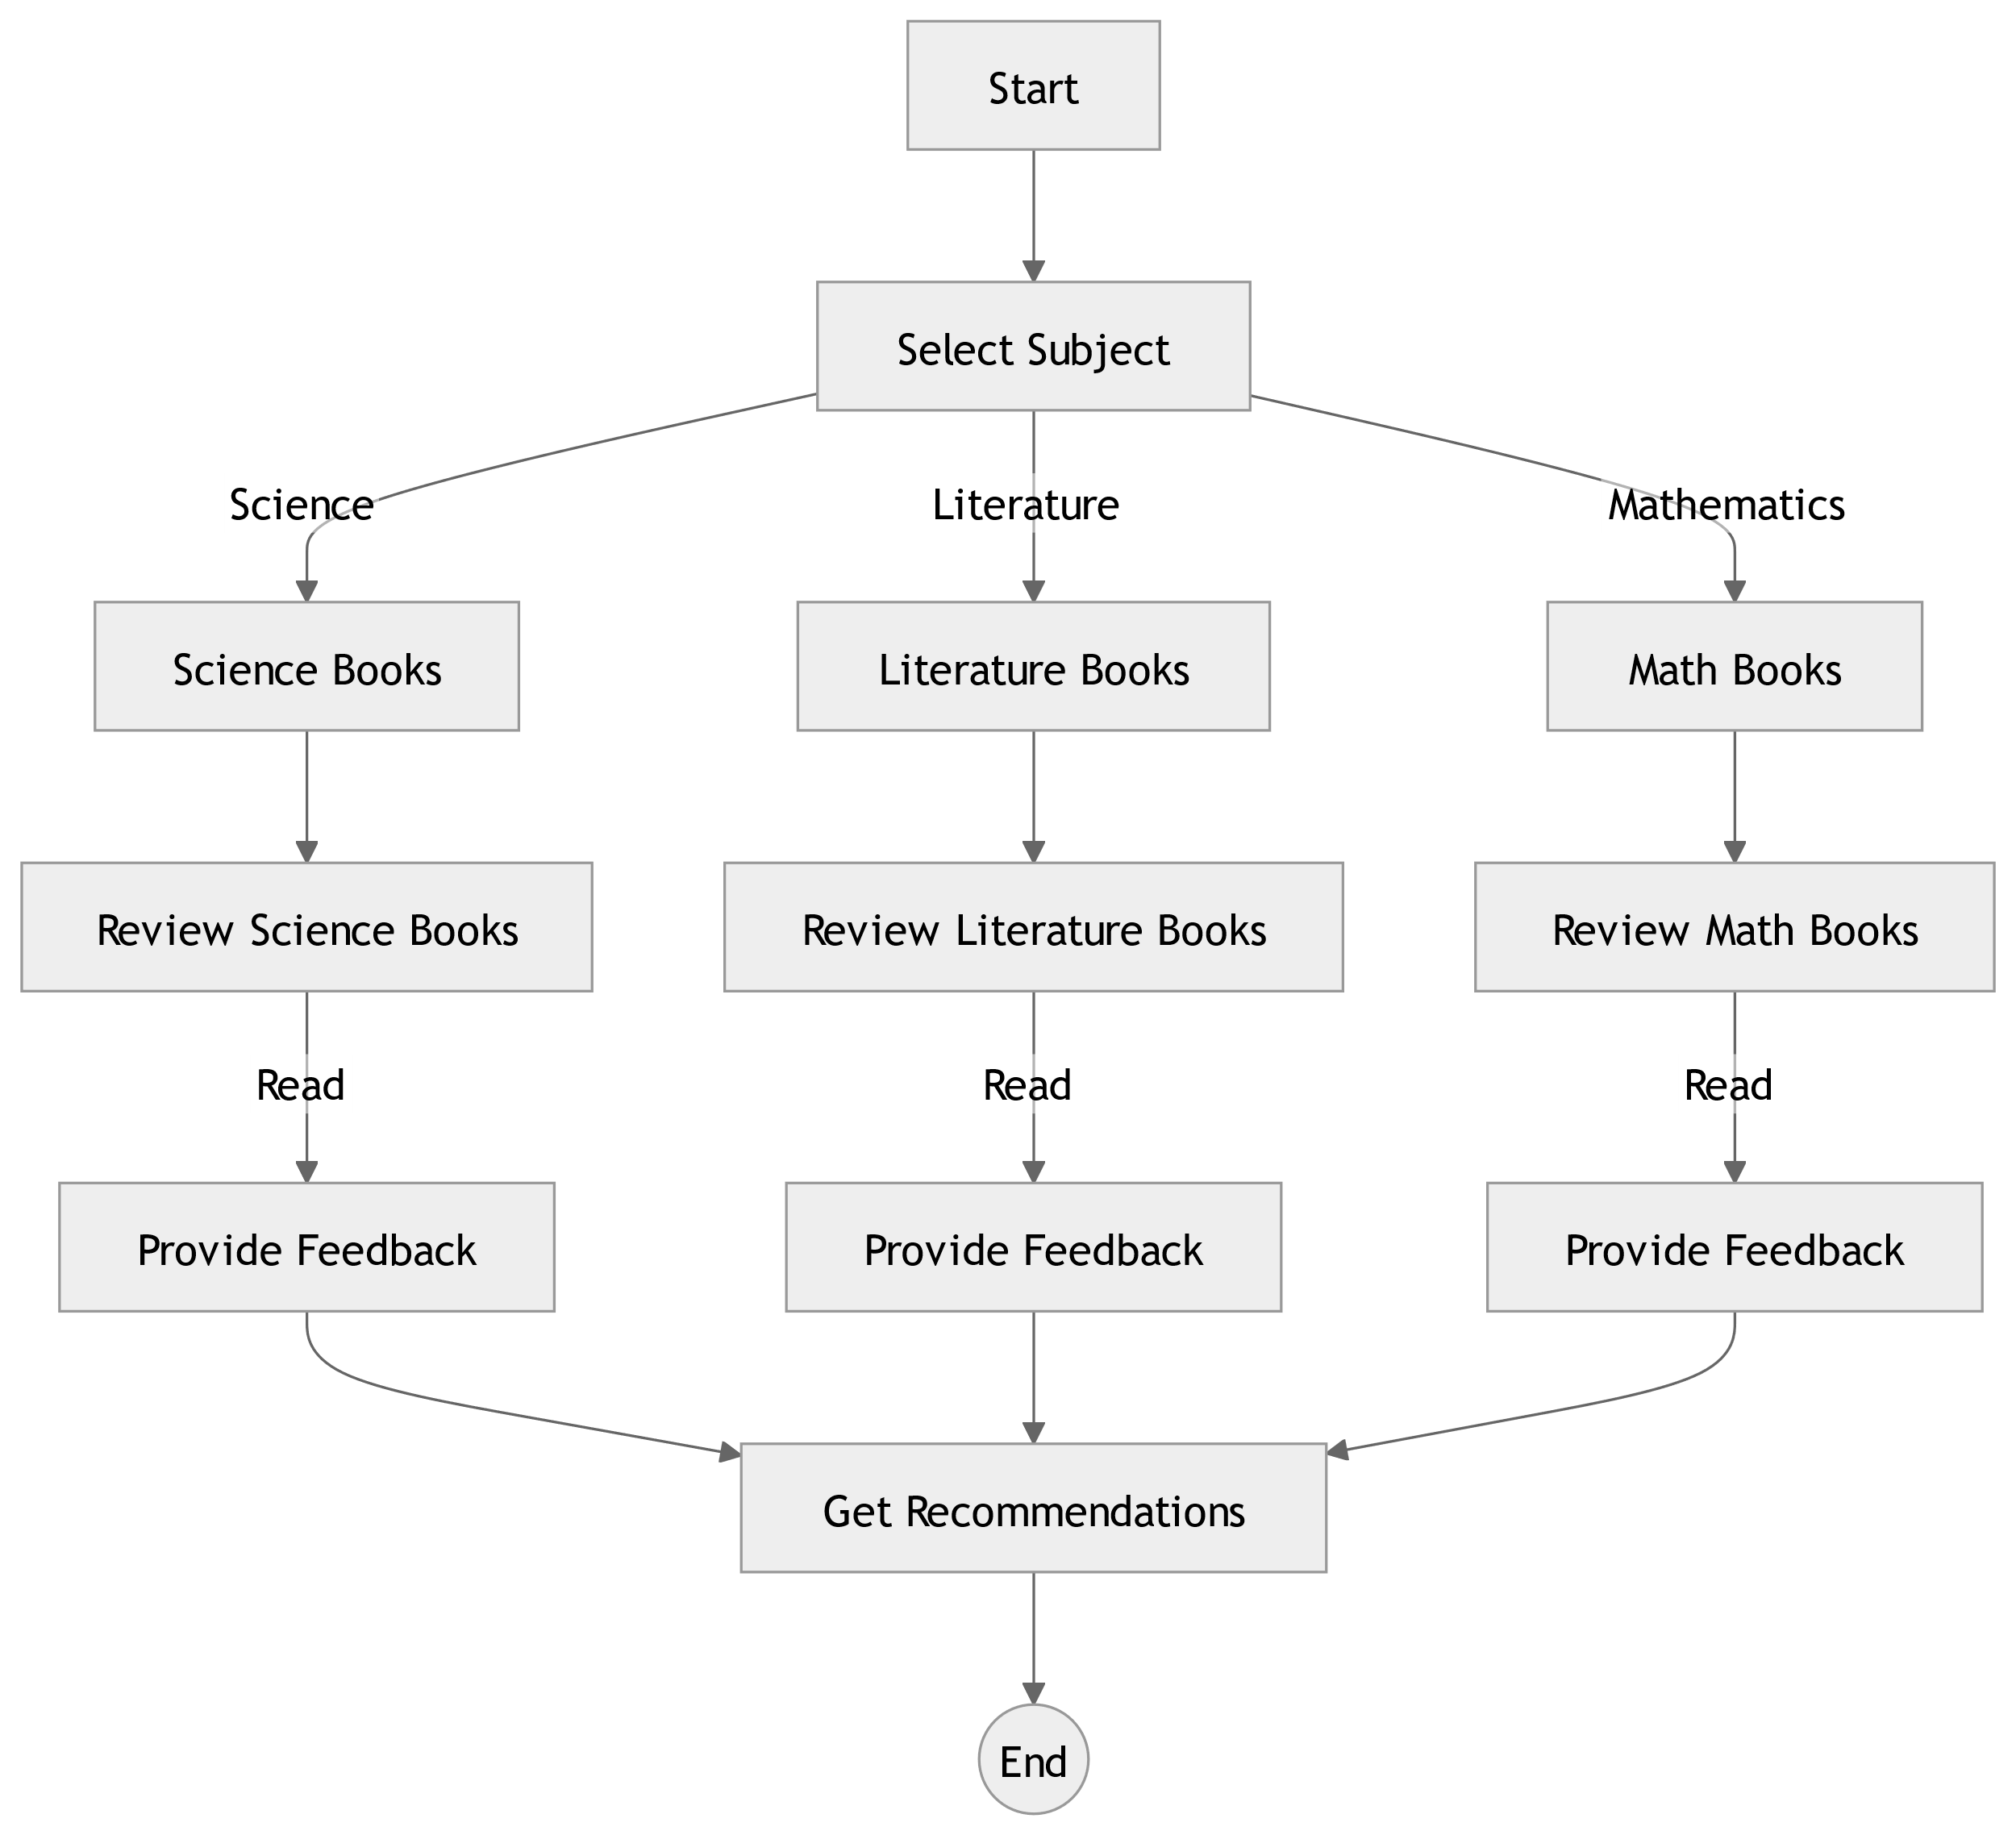 Start
Select Subject
Science
Literature
Mathematics
Science Books
Literature Books
Math Books
Review Science Books
Review Literature Books
Review Math Books
Read
Read
Read
Provide Feedback
Provide Feedback
Provide Feedback
Get Recommendations
End